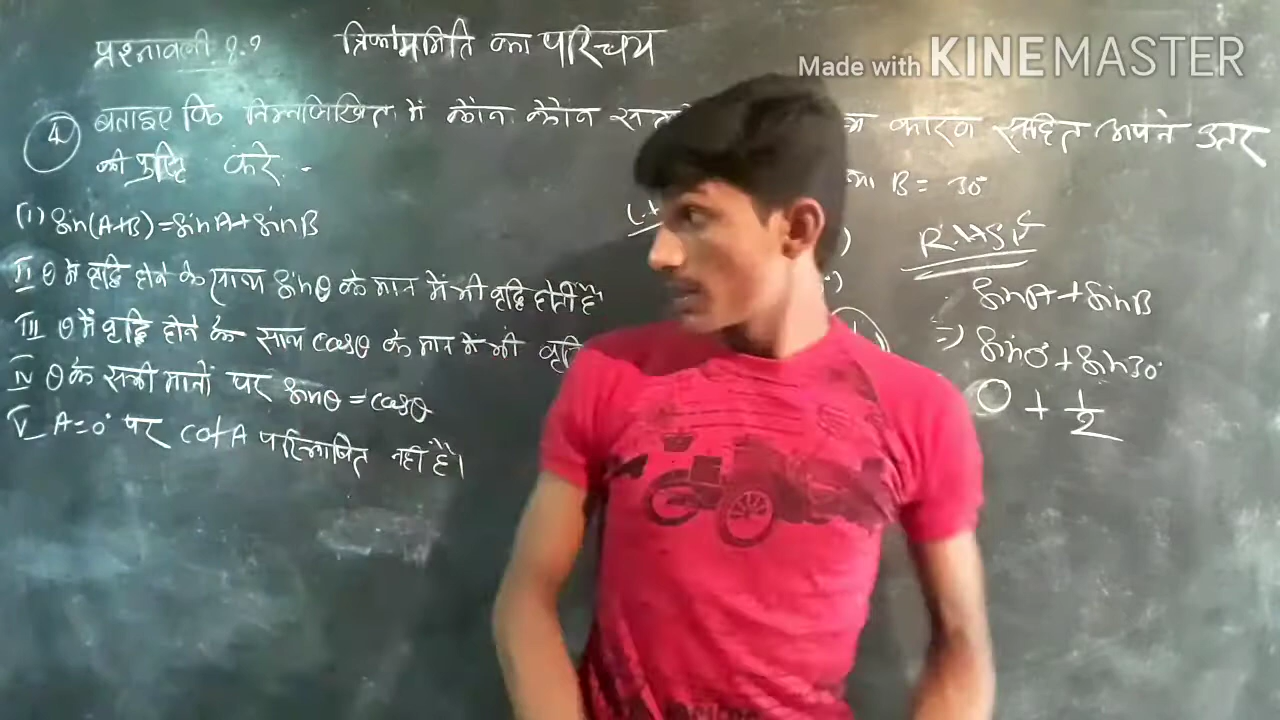 Made with KINEMASTER
प्रश्नावली 8.2 त्रिकोणमिति का परिचय
4 बताइए कि निम्नलिखित में कौन कौन कारण सहित अपने उत्तर
की पुष्टि करे -
B = 30°
(i) Sin(A+B)=SinA+SinB
R.H.S
II θ में वृद्धि होने के साथ Sinθ के मान में भी वृद्धि होती है।
SinA + SinB
III θ में वृद्धि होने के साथ Cosθ के मान में भी
=> Sin0° + Sin30°
IV θ के सभी मानों पर Sinθ = Cosθ
0 + 1/2
V A=0° पर CotA परिभाषित नहीं है।